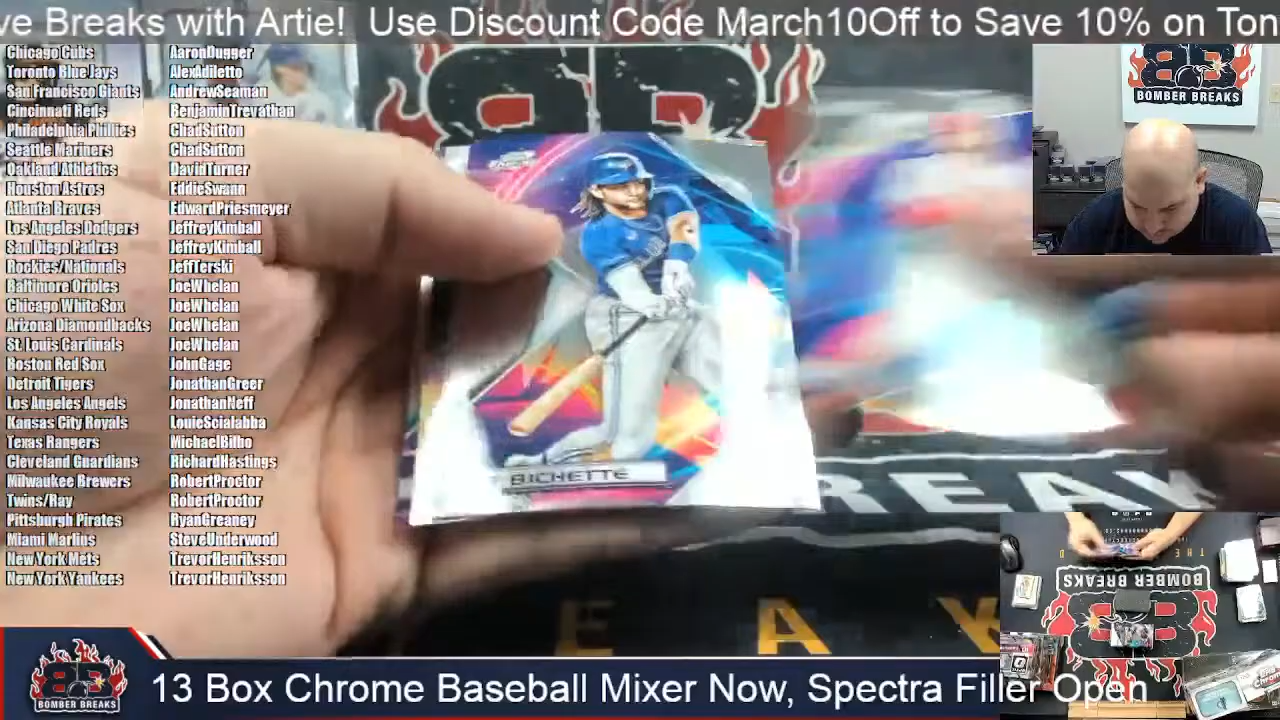 ve Breaks with Artie!  Use Discount Code March10Off to Save 10% on Ton
Chicago Cubs AaronDugger
Toronto Blue Jays AlexAdiletto
San Francisco Giants AndrewSeaman
Cincinnati Reds BenjaminTrevathan
Philadelphia Phillies ChadSutton
Seattle Mariners ChadSutton
Oakland Athletics DavidTurner
Houston Astros EddieSwann
Atlanta Braves EdwardPriesmeyer
Los Angeles Dodgers JeffreyKimball
San Diego Padres JeffreyKimball
Rockies/Nationals JeffTerski
Baltimore Orioles JoeWhelan
Chicago White Sox JoeWhelan
Arizona Diamondbacks JoeWhelan
St. Louis Cardinals JoeWhelan
Boston Red Sox JohnGage
Detroit Tigers JonathanGreer
Los Angeles Angels JonathanNeff
Kansas City Royals LouieScialabba
Texas Rangers MichaelBilbo
Cleveland Guardians RichardHastings
Milwaukee Brewers RobertProctor
Twins/Ray RobertProctor
Pittsburgh Pirates RyanGreaney
Miami Marlins SteveUnderwood
New York Mets TrevorHenriksson
New York Yankees TrevorHenriksson
BOMBER BREAKS
BICHETTE
REAK
E A K
BOMBER BREAKS
BOMBER BREAKS
13 Box Chrome Baseball Mixer Now, Spectra Filler Open